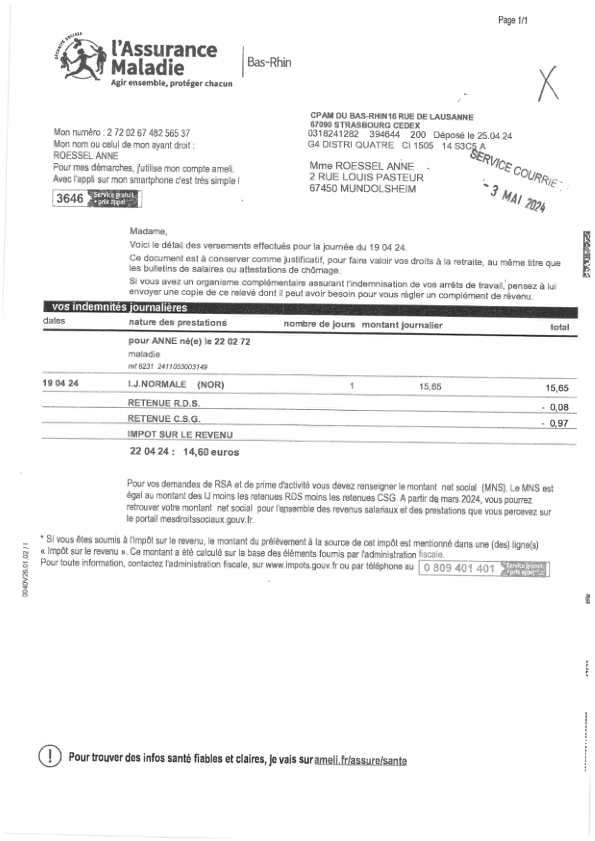 Page 1/1
SÉCURITÉ SOCIALE
l'Assurance
Maladie
Agir ensemble, protéger chacun
Bas-Rhin
CPAM DU BAS-RHIN16 RUE DE LAUSANNE
67090 STRASBOURG CEDEX
0318241282 394644 200 Déposé le 25.04.24
G4 DISTRI QUATRE CI 1505 14 S3C5 A
Mon numéro : 2 72 02 67 482 565 37
Mon nom ou celui de mon ayant droit :
ROESSEL ANNE
Pour mes démarches, j'utilise mon compte ameli.
Avec l'appli sur mon smartphone c'est très simple !
3646 Service gratuit + prix appel
Mme ROESSEL ANNE
2 RUE LOUIS PASTEUR
67450 MUNDOLSHEIM
SERVICE COURRIE
- 3 MAI 2024
Madame,
Voici le détail des versements effectués pour la journée du 19 04 24.
Ce document est à conserver comme justificatif, pour faire valoir vos droits à la retraite, au même titre que
les bulletins de salaires ou attestations de chômage.
Si vous avez un organisme complémentaire assurant l'indemnisation de vos arrêts de travail, pensez à lui
envoyer une copie de ce relevé dont il peut avoir besoin pour vous régler un complément de revenu.
vos indemnités journalières
dates nature des prestations nombre de jours montant journalier total
pour ANNE né(e) le 22 02 72
maladie
ref 6231 2411053003149
19 04 24 I.J.NORMALE (NOR) 1 15,65 15,65
RETENUE R.D.S. - 0,08
RETENUE C.S.G. - 0,97
IMPOT SUR LE REVENU
22 04 24 : 14,60 euros
Pour vos demandes de RSA et de prime d'activité vous devez renseigner le montant net social (MNS). Le MNS est
égal au montant des IJ moins les retenues RDS moins les retenues CSG. A partir de mars 2024, vous pourrez
retrouver votre montant net social pour l'ensemble des revenus salariaux et des prestations que vous percevez sur
le portail mesdroitssociaux.gouv.fr.
* Si vous êtes soumis à l'impôt sur le revenu, le montant du prélèvement à la source de cet impôt est mentionné dans une (des) ligne(s)
« Impôt sur le revenu ». Ce montant a été calculé sur la base des éléments fournis par l'administration fiscale.
Pour toute information, contactez l'administration fiscale, sur www.impots.gouv.fr ou par téléphone au 0 809 401 401 Service gratuit + prix appel
004DV26.01.02 / I
! Pour trouver des infos santé fiables et claires, je vais sur ameli.fr/assure/sante